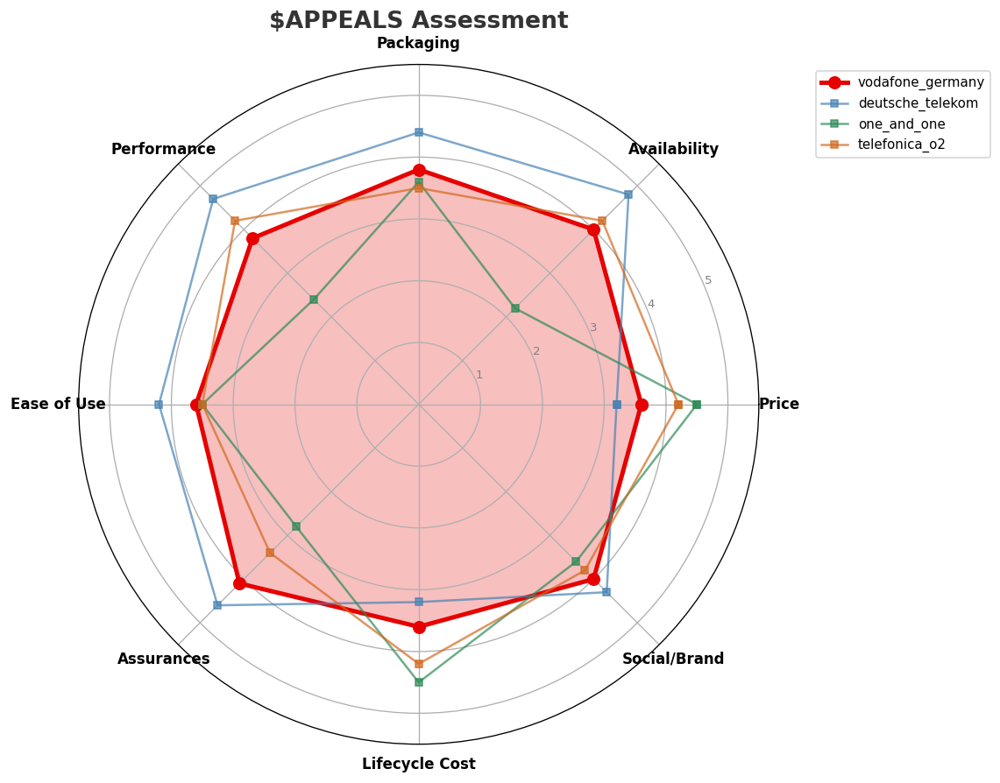 $APPEALS Assessment
Packaging
vodafone_germany
deutsche_telekom
one_and_one
telefonica_o2
Performance
Availability
5
4
3
2
1
Ease of Use
Price
Assurances
Social/Brand
Lifecycle Cost